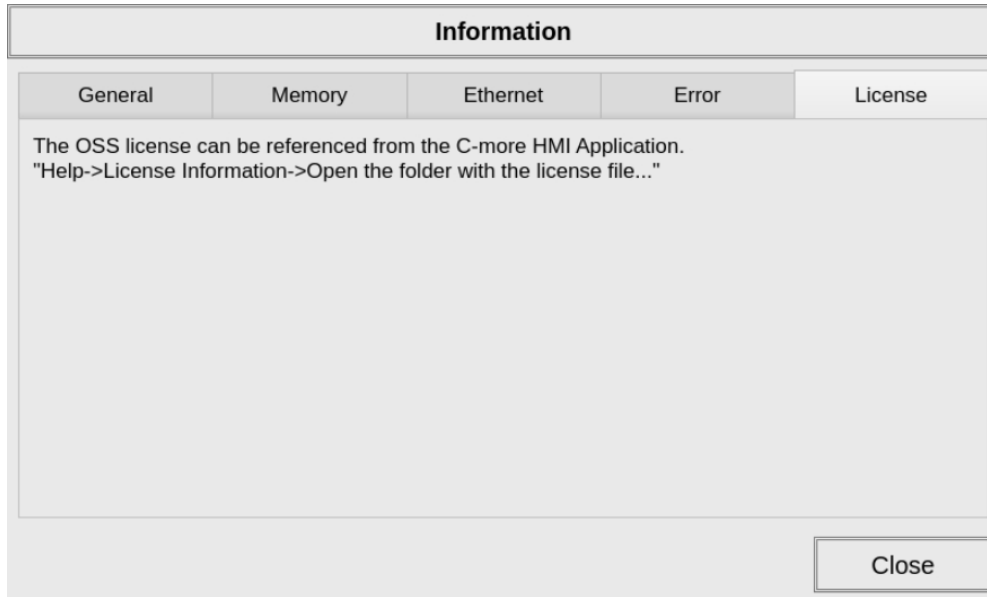 Information
General Memory Ethernet Error License
The OSS license can be referenced from the C-more HMI Application.
"Help->License Information->Open the folder with the license file..."
Close